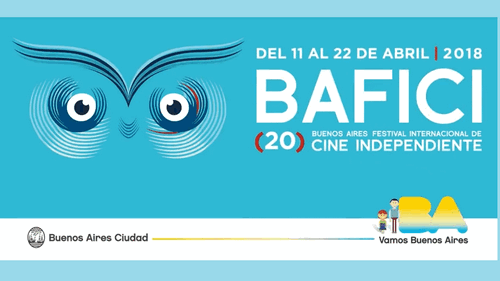 DEL 11 AL 22 DE ABRIL | 2018
BAFICI
(20) BUENOS AIRES FESTIVAL INTERNACIONAL DE
CINE INDEPENDIENTE
BA
Buenos Aires Ciudad
Vamos Buenos Aires